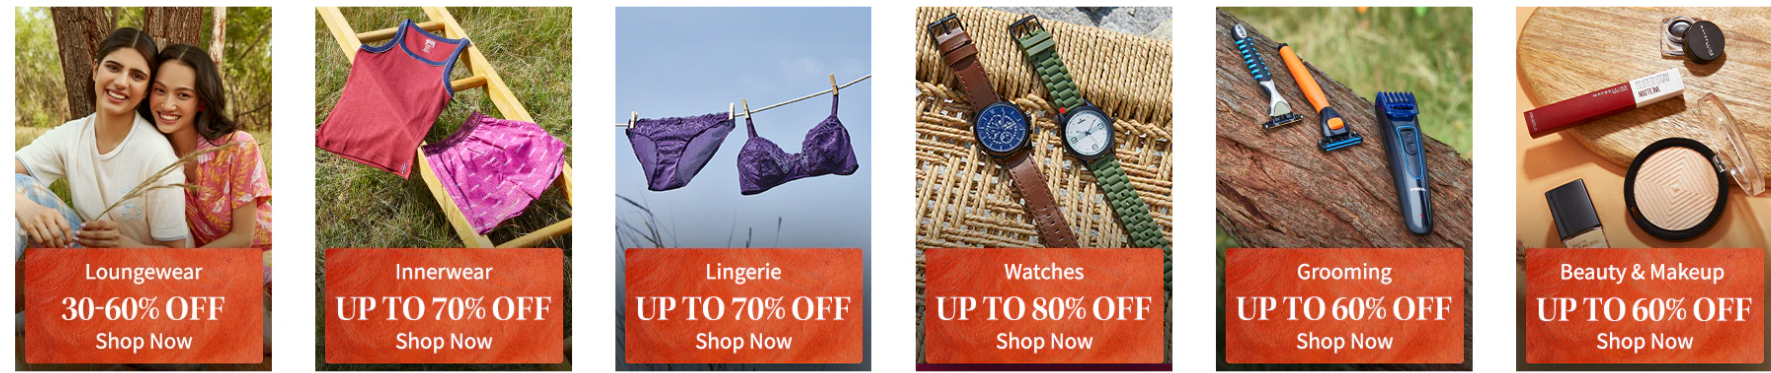 Loungewear
30-60% OFF
Shop Now
Innerwear
UP TO 70% OFF
Shop Now
Lingerie
UP TO 70% OFF
Shop Now
Watches
UP TO 80% OFF
Shop Now
Grooming
UP TO 60% OFF
Shop Now
Beauty & Makeup
UP TO 60% OFF
Shop Now